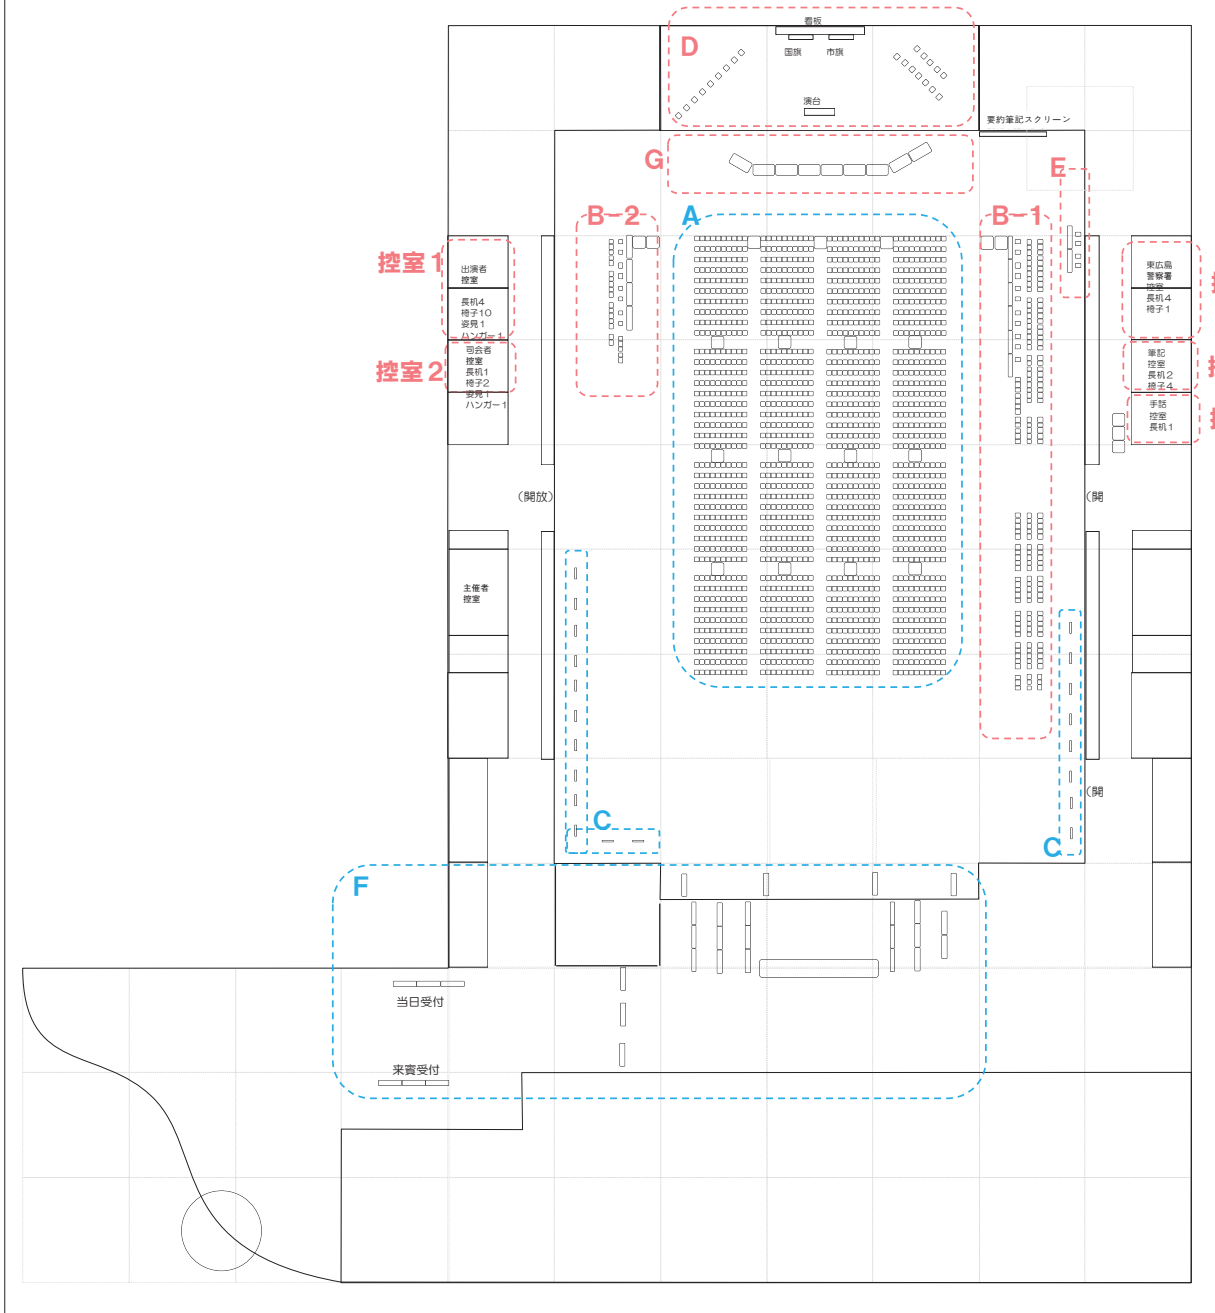 看板
D
国旗
市旗
演台
要約筆記スクリーン
G
E
B-2
A
B-1
控室1
出演者
控室
長机4
椅子10
姿見1
ハンガー1
控室2
司会者
控室
長机1
椅子2
姿見1
ハンガー1
東広島
警察署
控室
長机4
椅子1
筆記
控室
長机2
椅子4
手話
控室
長机1
(開放)
(開
主催者
控室
(開
C
C
F
当日受付
来賓受付